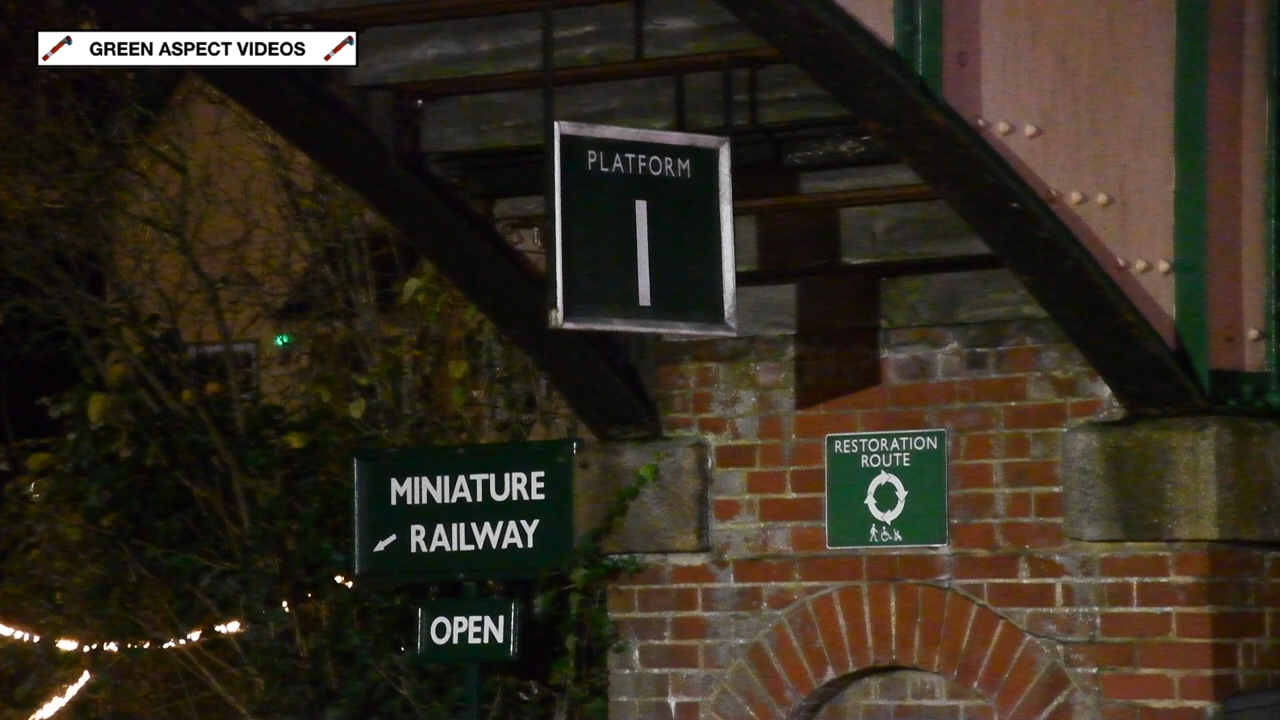 GREEN ASPECT VIDEOS
PLATFORM
1
RESTORATION
ROUTE
MINIATURE
RAILWAY
OPEN